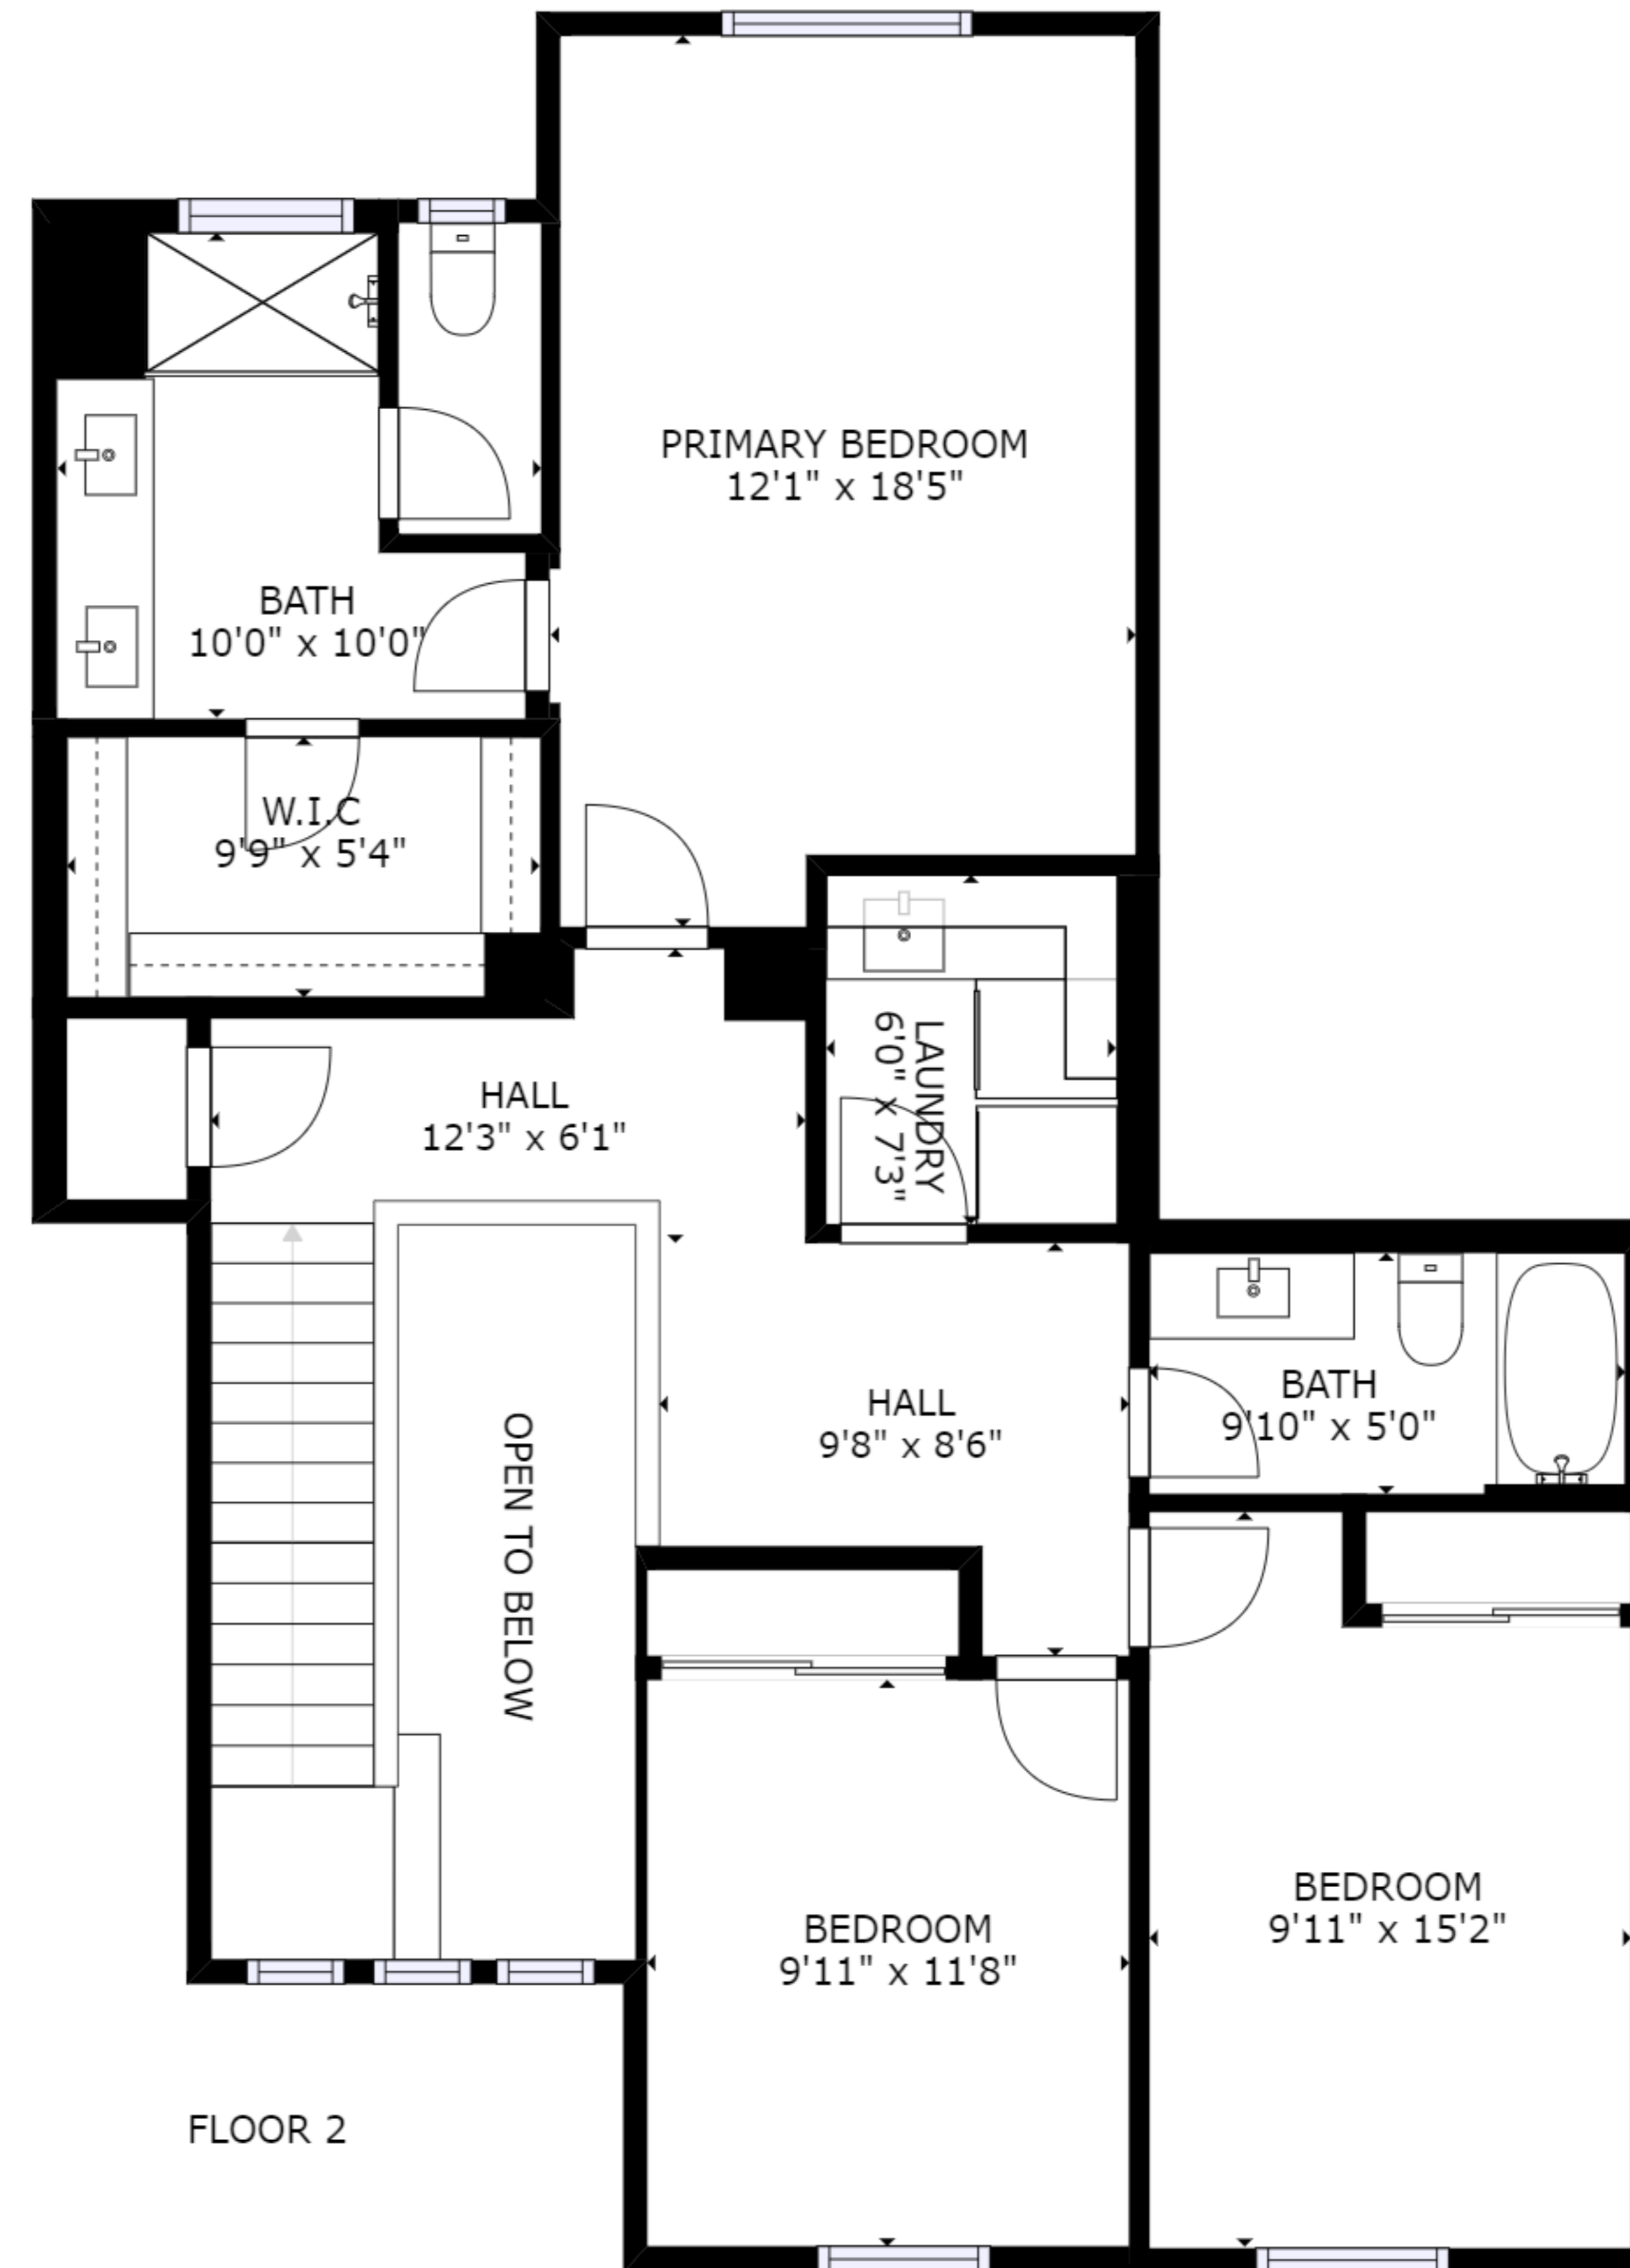 PRIMARY BEDROOM
12'1" x 18'5"
BATH
10'0" x 10'0"
W.I.C
9'9" x 5'4"
HALL
12'3" x 6'1"
LAUNDRY
6'0" x 7'3"
HALL
9'8" x 8'6"
BATH
9'10" x 5'0"
OPEN TO BELOW
BEDROOM
9'11" x 11'8"
BEDROOM
9'11" x 15'2"
FLOOR 2